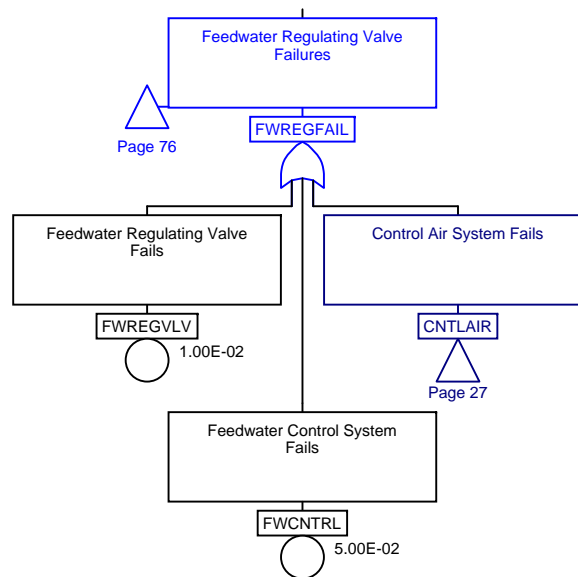 Feedwater Regulating Valve
Failures
FWREGFAIL
Page 76
Feedwater Regulating Valve
Fails
FWREGVLV
1.00E-02
Control Air System Fails
CNTLAIR
Page 27
Feedwater Control System
Fails
FWCNTRL
5.00E-02